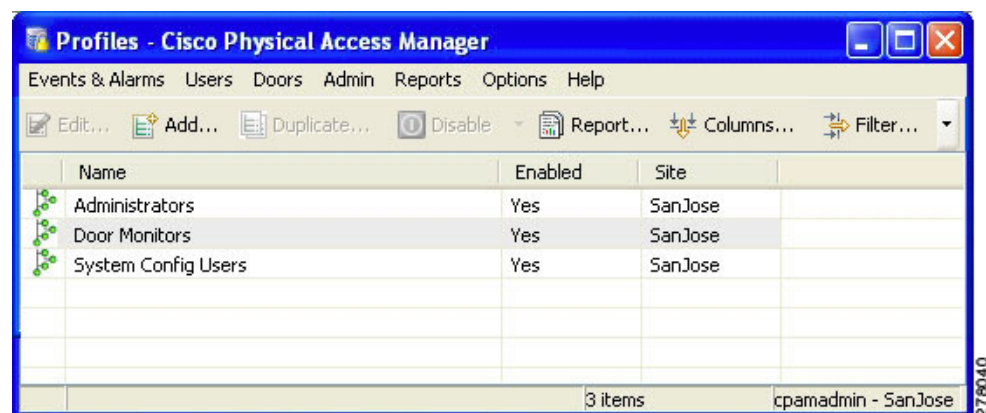 Profiles - Cisco Physical Access Manager
Events & Alarms Users Doors Admin Reports Options Help
Edit... Add... Duplicate... Disable Report... Columns... Filter...
Name Enabled Site
Administrators Yes SanJose
Door Monitors Yes SanJose
System Config Users Yes SanJose
3 items cpamadmin - SanJose
278040